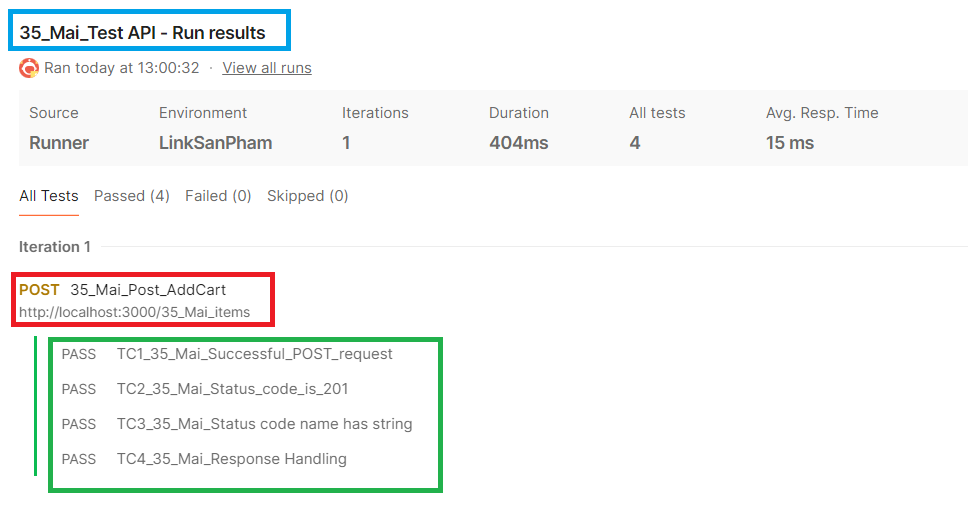 35_Mai_Test API - Run results
Ran today at 13:00:32 · View all runs
Source Environment Iterations Duration All tests Avg. Resp. Time
Runner LinkSanPham 1 404ms 4 15 ms
All Tests Passed (4) Failed (0) Skipped (0)
Iteration 1
POST 35_Mai_Post_AddCart
http://localhost:3000/35_Mai_items
PASS TC1_35_Mai_Successful_POST_request
PASS TC2_35_Mai_Status_code_is_201
PASS TC3_35_Mai_Status code name has string
PASS TC4_35_Mai_Response Handling